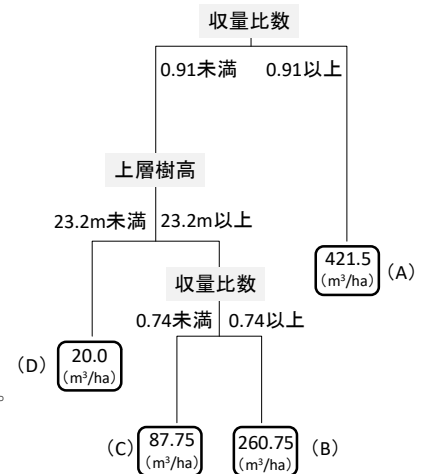 収量比数
0.91未満 0.91以上
上層樹高
23.2m未満 23.2m以上
421.5
(m³/ha)
(A)
収量比数
0.74未満 0.74以上
(D)
20.0
(m³/ha)
。
(C)
87.75
(m³/ha)
260.75
(m³/ha)
(B)